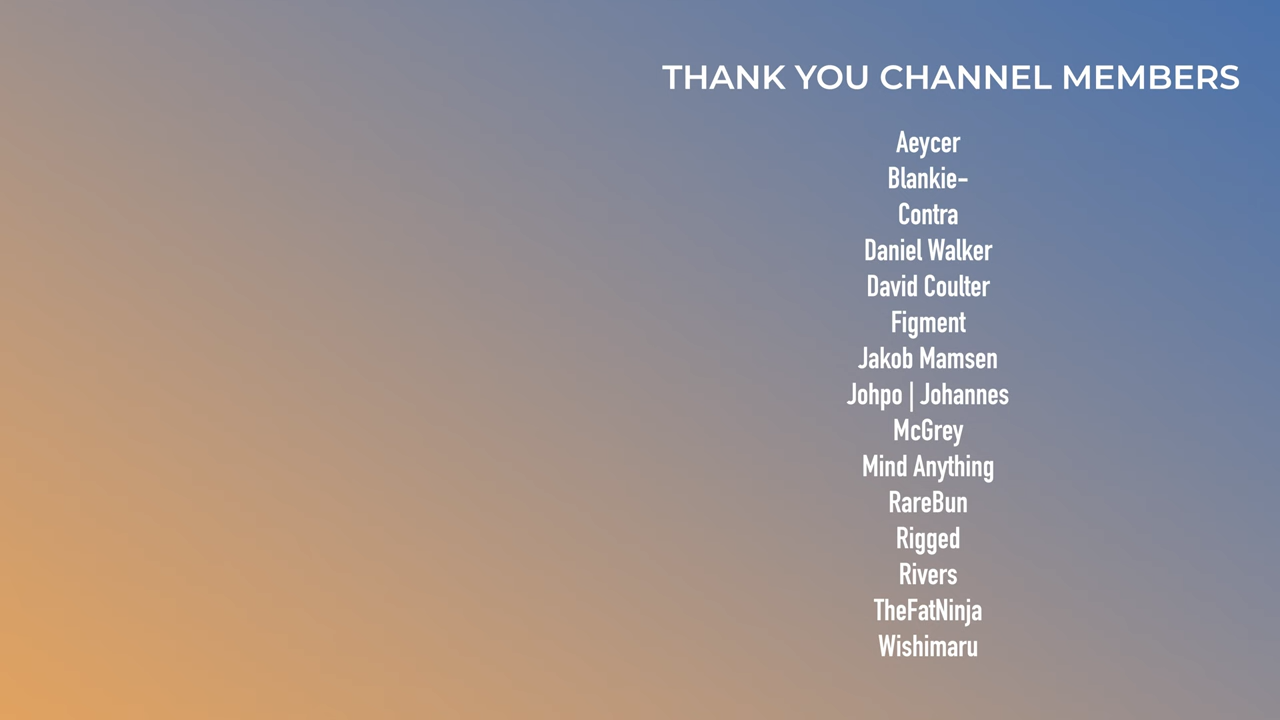 THANK YOU CHANNEL MEMBERS
Aeycer
Blankie-
Contra
Daniel Walker
David Coulter
Figment
Jakob Mamsen
Johpo | Johannes
McGrey
Mind Anything
RareBun
Rigged
Rivers
TheFatNinja
Wishimaru